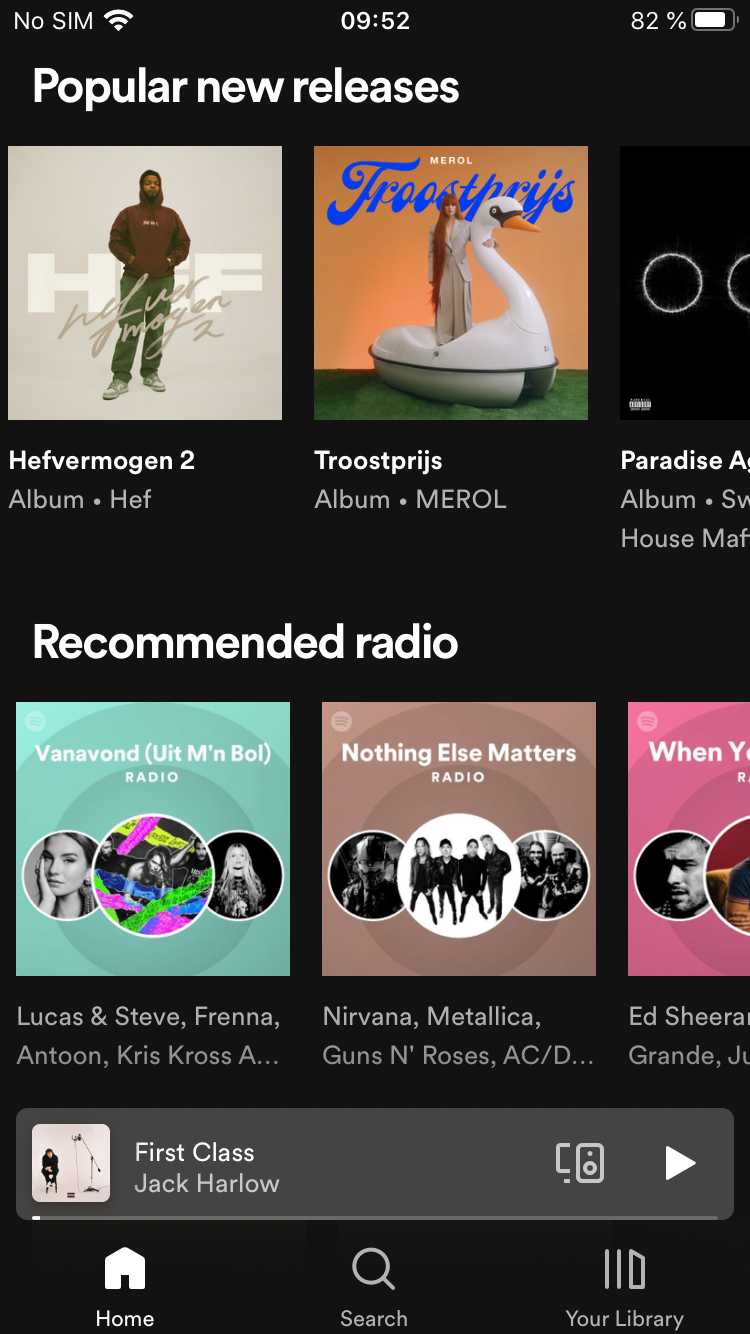 No SIM 09:52 82 %
Popular new releases
HEF
hefver
mogen
2
MEROL
Troostprijs
Hefvermogen 2
Album • Hef
Troostprijs
Album • MEROL
Paradise Ag
Album • Sw
House Maf
Recommended radio
Vanavond (Uit M'n Bol)
RADIO
Nothing Else Matters
RADIO
When Yo
RA
Lucas & Steve, Frenna,
Antoon, Kris Kross A...
Nirvana, Metallica,
Guns N' Roses, AC/D...
Ed Sheeran
Grande, Ju
First Class
Jack Harlow
Home
Search
Your Library